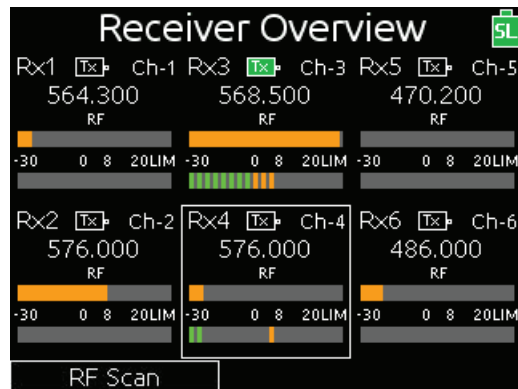 Receiver Overview SL
Rx1 Tx Ch-1 Rx3 Tx Ch-3 Rx5 Tx Ch-5
564.300 568.500 470.200
RF RF RF
-30 0 8 20LIM -30 0 8 20LIM -30 0 8 20LIM
Rx2 Tx Ch-2 Rx4 Tx Ch-4 Rx6 Tx Ch-6
576.000 576.000 486.000
RF RF RF
-30 0 8 20LIM -30 0 8 20LIM -30 0 8 20LIM
RF Scan